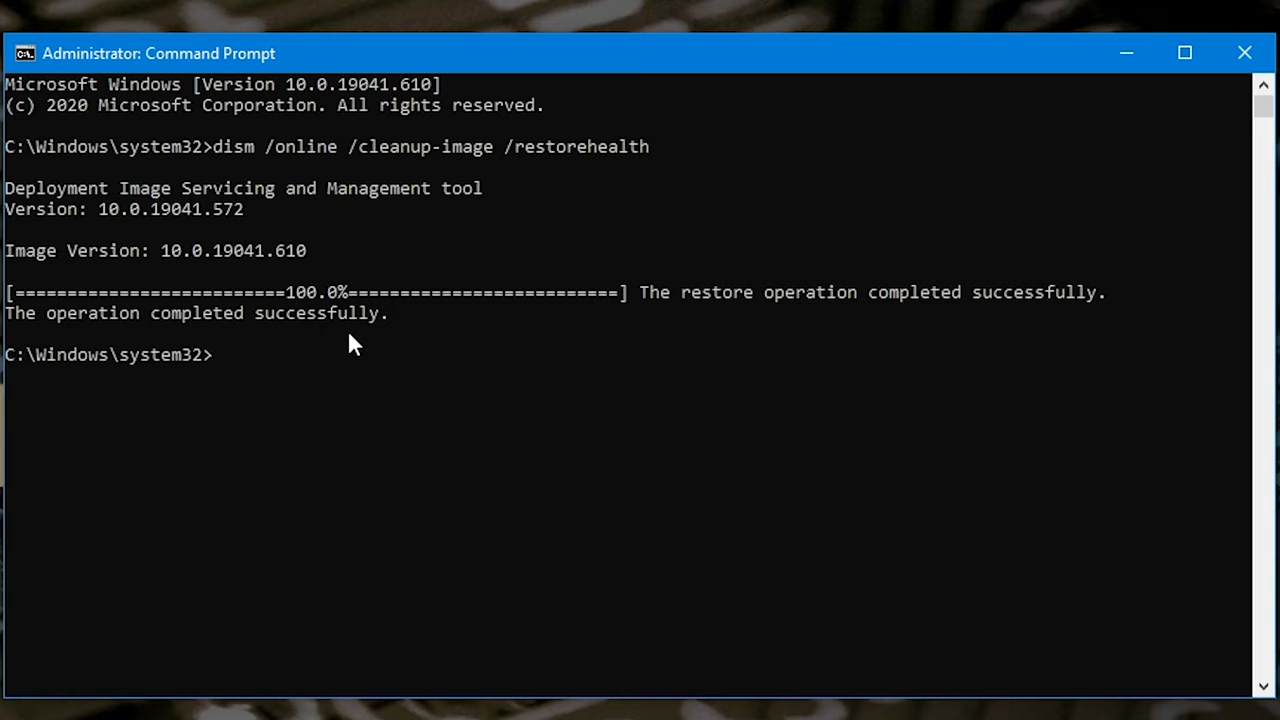 Administrator: Command Prompt
Microsoft Windows [Version 10.0.19041.610]
(c) 2020 Microsoft Corporation. All rights reserved.
C:\Windows\system32>dism /online /cleanup-image /restorehealth
Deployment Image Servicing and Management tool
Version: 10.0.19041.572
Image Version: 10.0.19041.610
[==========================100.0%==========================] The restore operation completed successfully.
The operation completed successfully.
C:\Windows\system32>